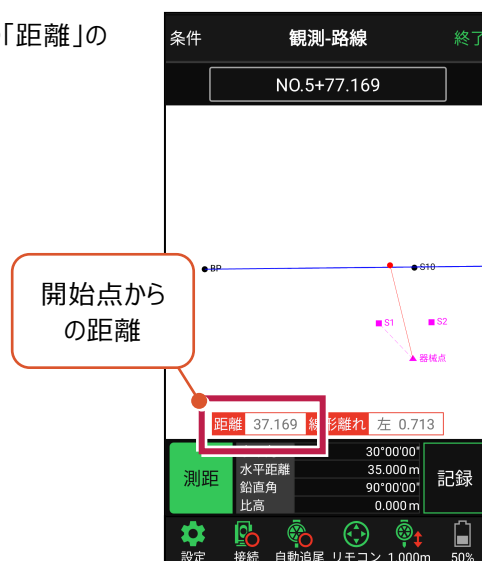 「距離」の
条件 観測-路線 終了
NO.5+77.169
BP S10
S1 S2
器械点
開始点から
の距離
距離 37.169 線形離れ 左 0.713
測距 30°00'00" 記録
水平距離 35.000 m
鉛直角 90°00'00"
比高 0.000 m
設定 接続 自動追尾 リモコン 1.000m 50%